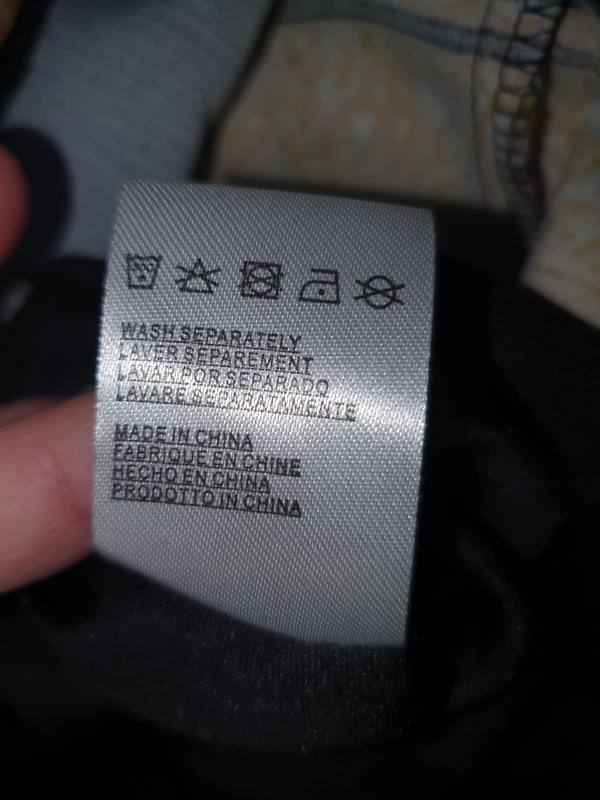 WASH SEPARATELY
LAVER SEPAREMENT
LAVAR POR SEPARADO
LAVARE SEPARATAMENTE
MADE IN CHINA
FABRIQUE EN CHINE
HECHO EN CHINA
PRODOTTO IN CHINA